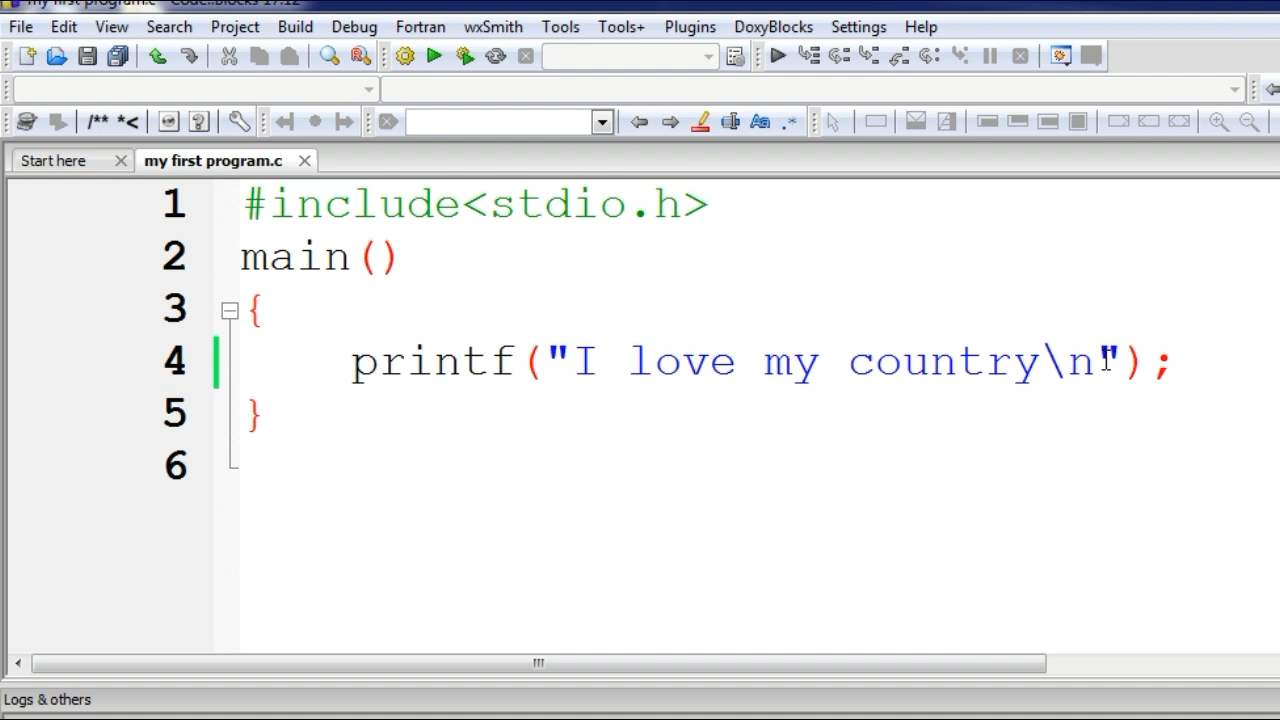 my first program.c - Code::Blocks 17.12
File Edit View Search Project Build Debug Fortran wxSmith Tools Tools+ Plugins DoxyBlocks Settings Help
/** *<
Aa .*
Start here my first program.c
1 #include<stdio.h>
2 main()
3 {
4 printf("I love my country\n");
5 }
6
Logs & others